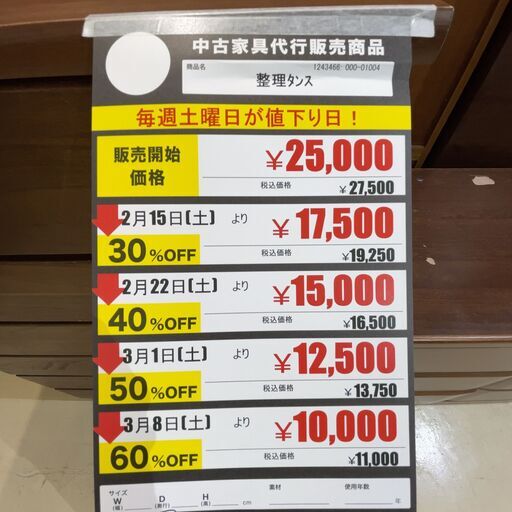 中古家具代行販売商品
商品名
1243466 000-01004
整理タンス
毎週土曜日が値下り日！
販売開始
価格
¥25,000
税込価格 ¥27,500
2月15日(土) より
30%OFF
¥17,500
税込価格 ¥19,250
2月22日(土) より
40%OFF
¥15,000
税込価格 ¥16,500
3月1日(土) より
50%OFF
¥12,500
税込価格 ¥13,750
3月8日(土) より
60%OFF
¥10,000
税込価格 ¥11,000
サイズ 素材 使用年数
W D H
(幅) (奥行) (高) cm 年